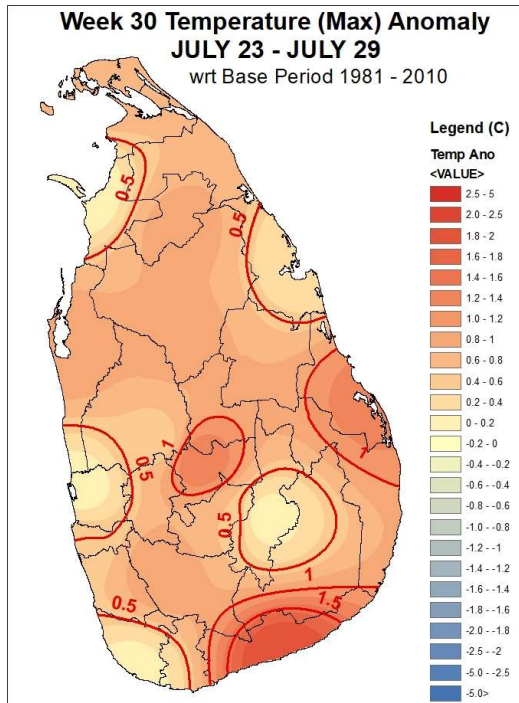 Week 30 Temperature (Max) Anomaly
JULY 23 - JULY 29
wrt Base Period 1981 - 2010
Legend (C)
Temp Ano
<VALUE>
2.5 - 5
2.0 - 2.5
1.8 - 2
1.6 - 1.8
1.4 - 1.6
1.2 - 1.4
1.0 - 1.2
0.8 - 1
0.6 - 0.8
0.4 - 0.6
0.2 - 0.4
0 - 0.2
-0.2 - 0
-0.4 - -0.2
-0.6 - -0.4
-0.8 - -0.6
-1.0 - -0.8
-1.2 - -1
-1.4 - -1.2
-1.6 - -1.4
-1.8 - -1.6
-2.0 - -1.8
-2.5 - -2
-5.0 - -2.5
-5.0>
0.5
0.5
1
0.5
1
0.5
1
1.5
0.5